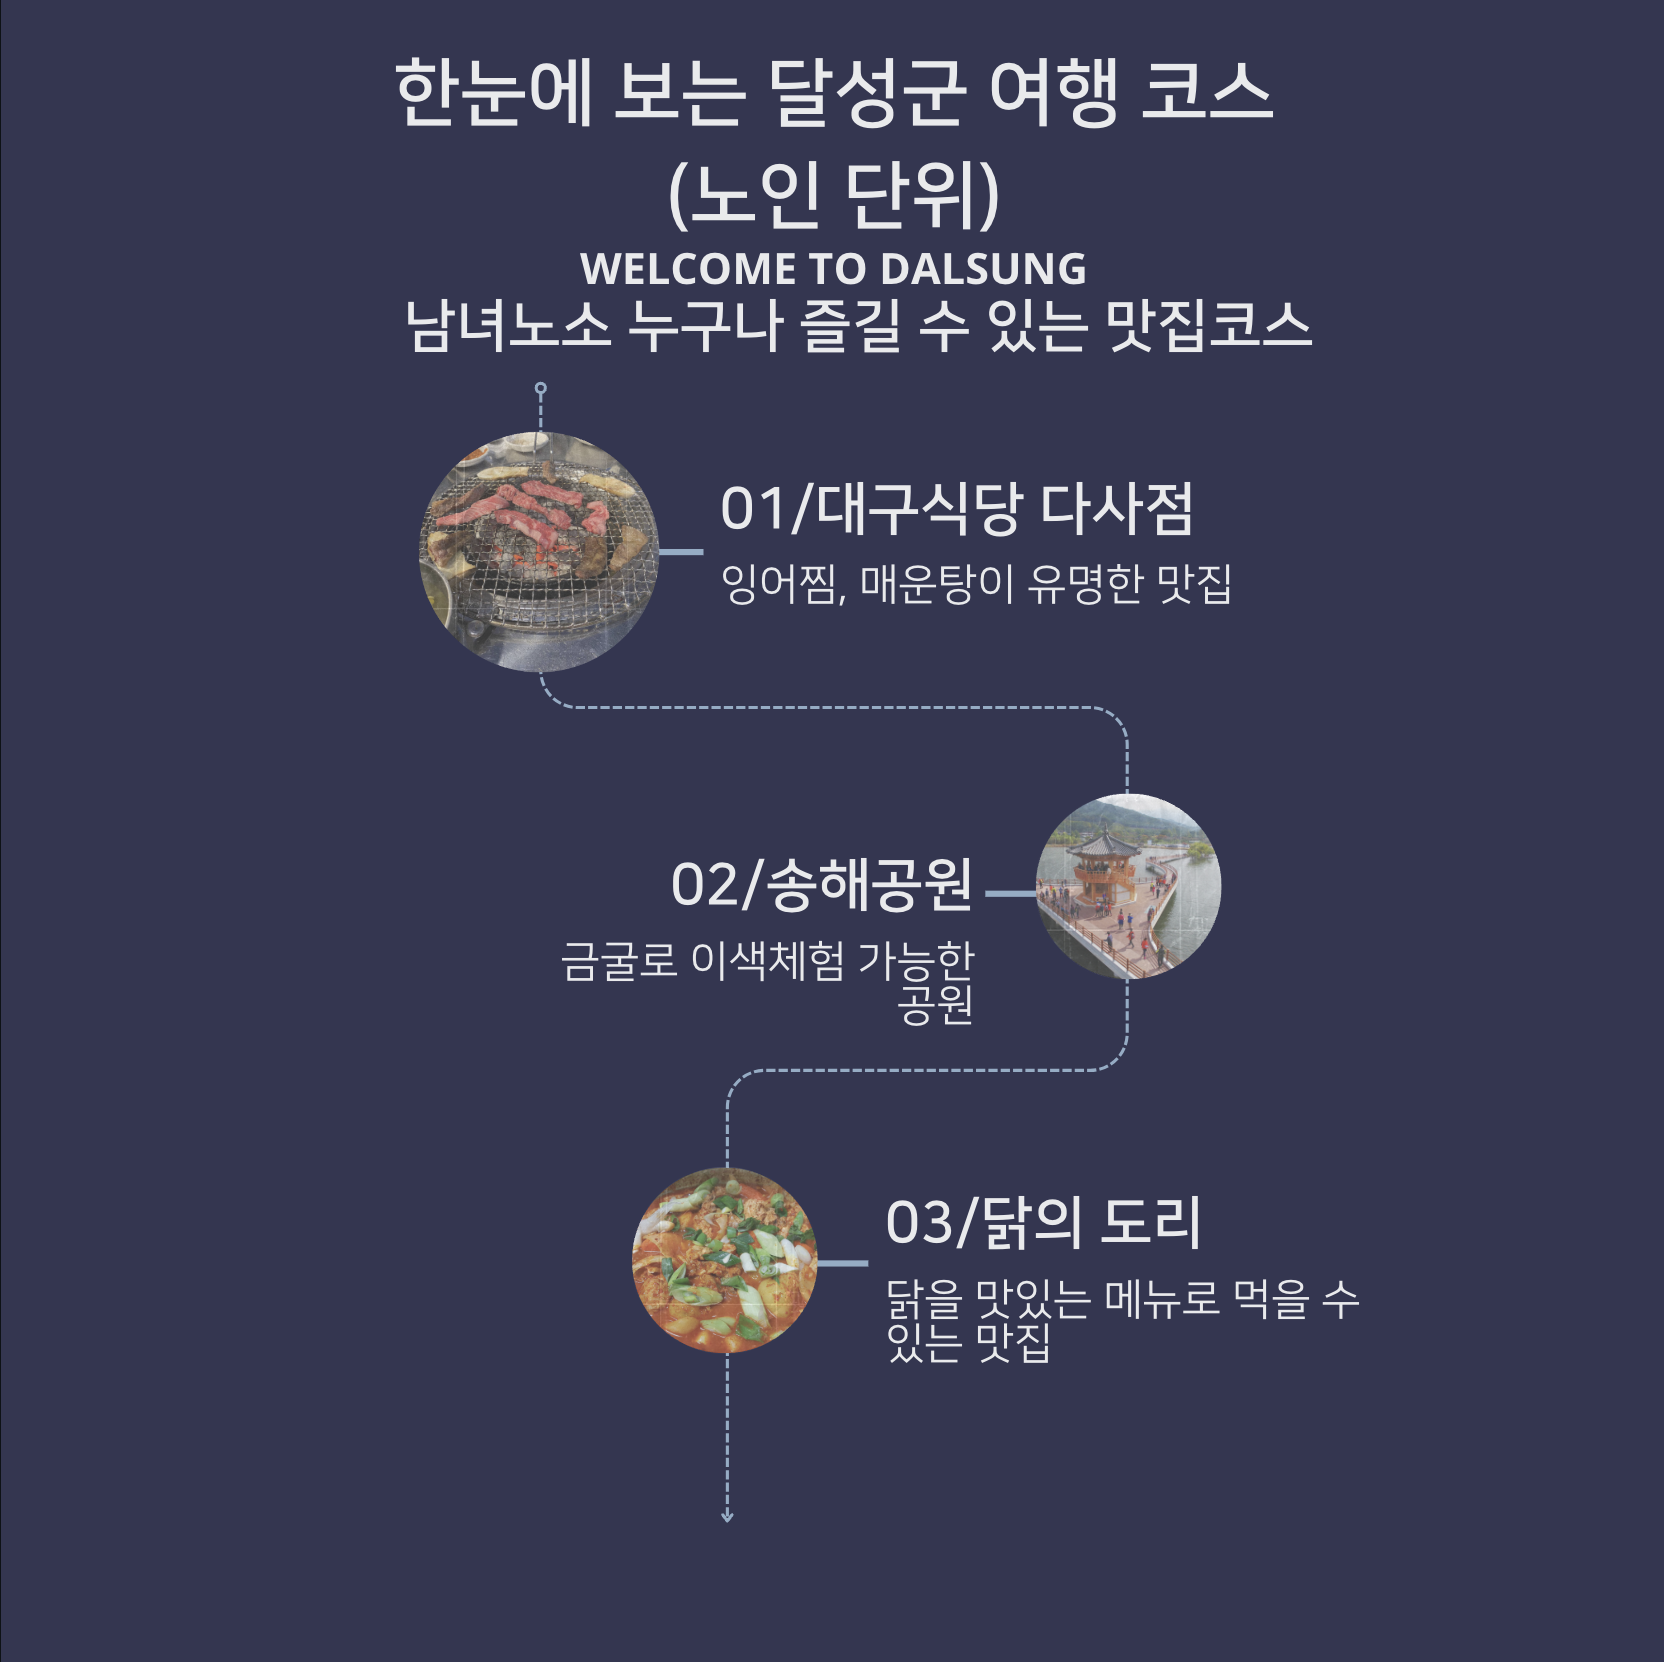 한눈에 보는 달성군 여행 코스
(노인 단위)
WELCOME TO DALSUNG
남녀노소 누구나 즐길 수 있는 맛집코스
01/대구식당 다사점
잉어찜, 매운탕이 유명한 맛집
02/송해공원
금굴로 이색체험 가능한
공원
03/닭의 도리
닭을 맛있는 메뉴로 먹을 수
있는 맛집